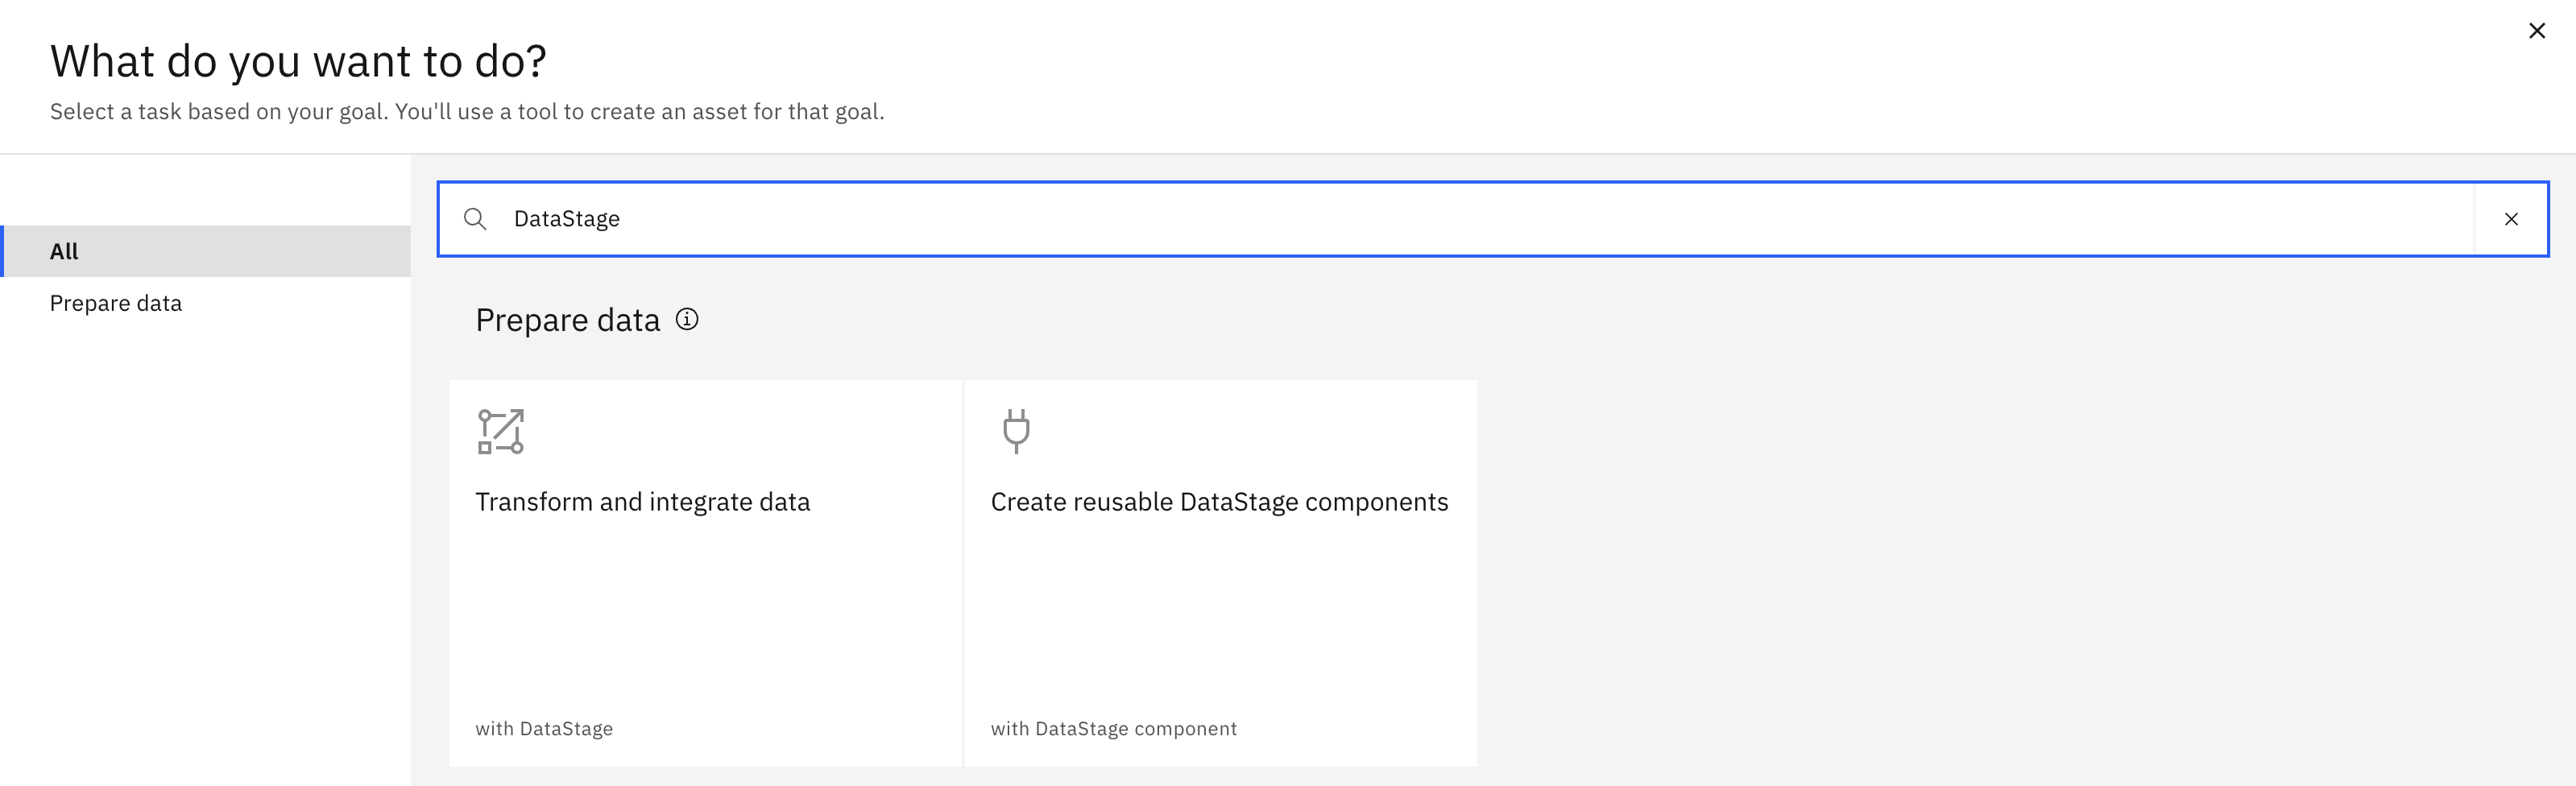 What do you want to do?
Select a task based on your goal. You'll use a tool to create an asset for that goal.
All
Prepare data
DataStage
Prepare data
Transform and integrate data
with DataStage
Create reusable DataStage components
with DataStage component